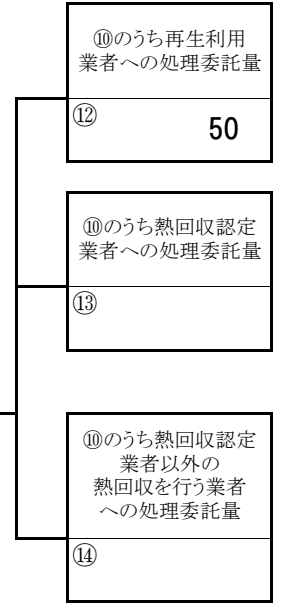 ⑩のうち再生利用
業者への処理委託量
⑫
50
⑩のうち熱回収認定
業者への処理委託量
⑬
⑩のうち熱回収認定
業者以外の
熱回収を行う業者
への処理委託量
⑭